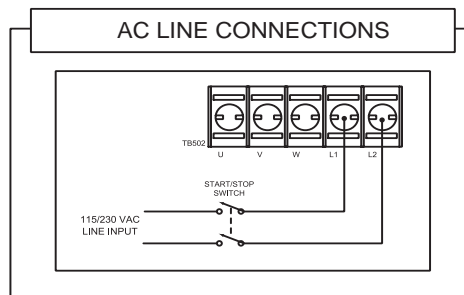 AC LINE CONNECTIONS
TB502
U V W L1 L2
START/STOP
SWITCH
115/230 VAC
LINE INPUT